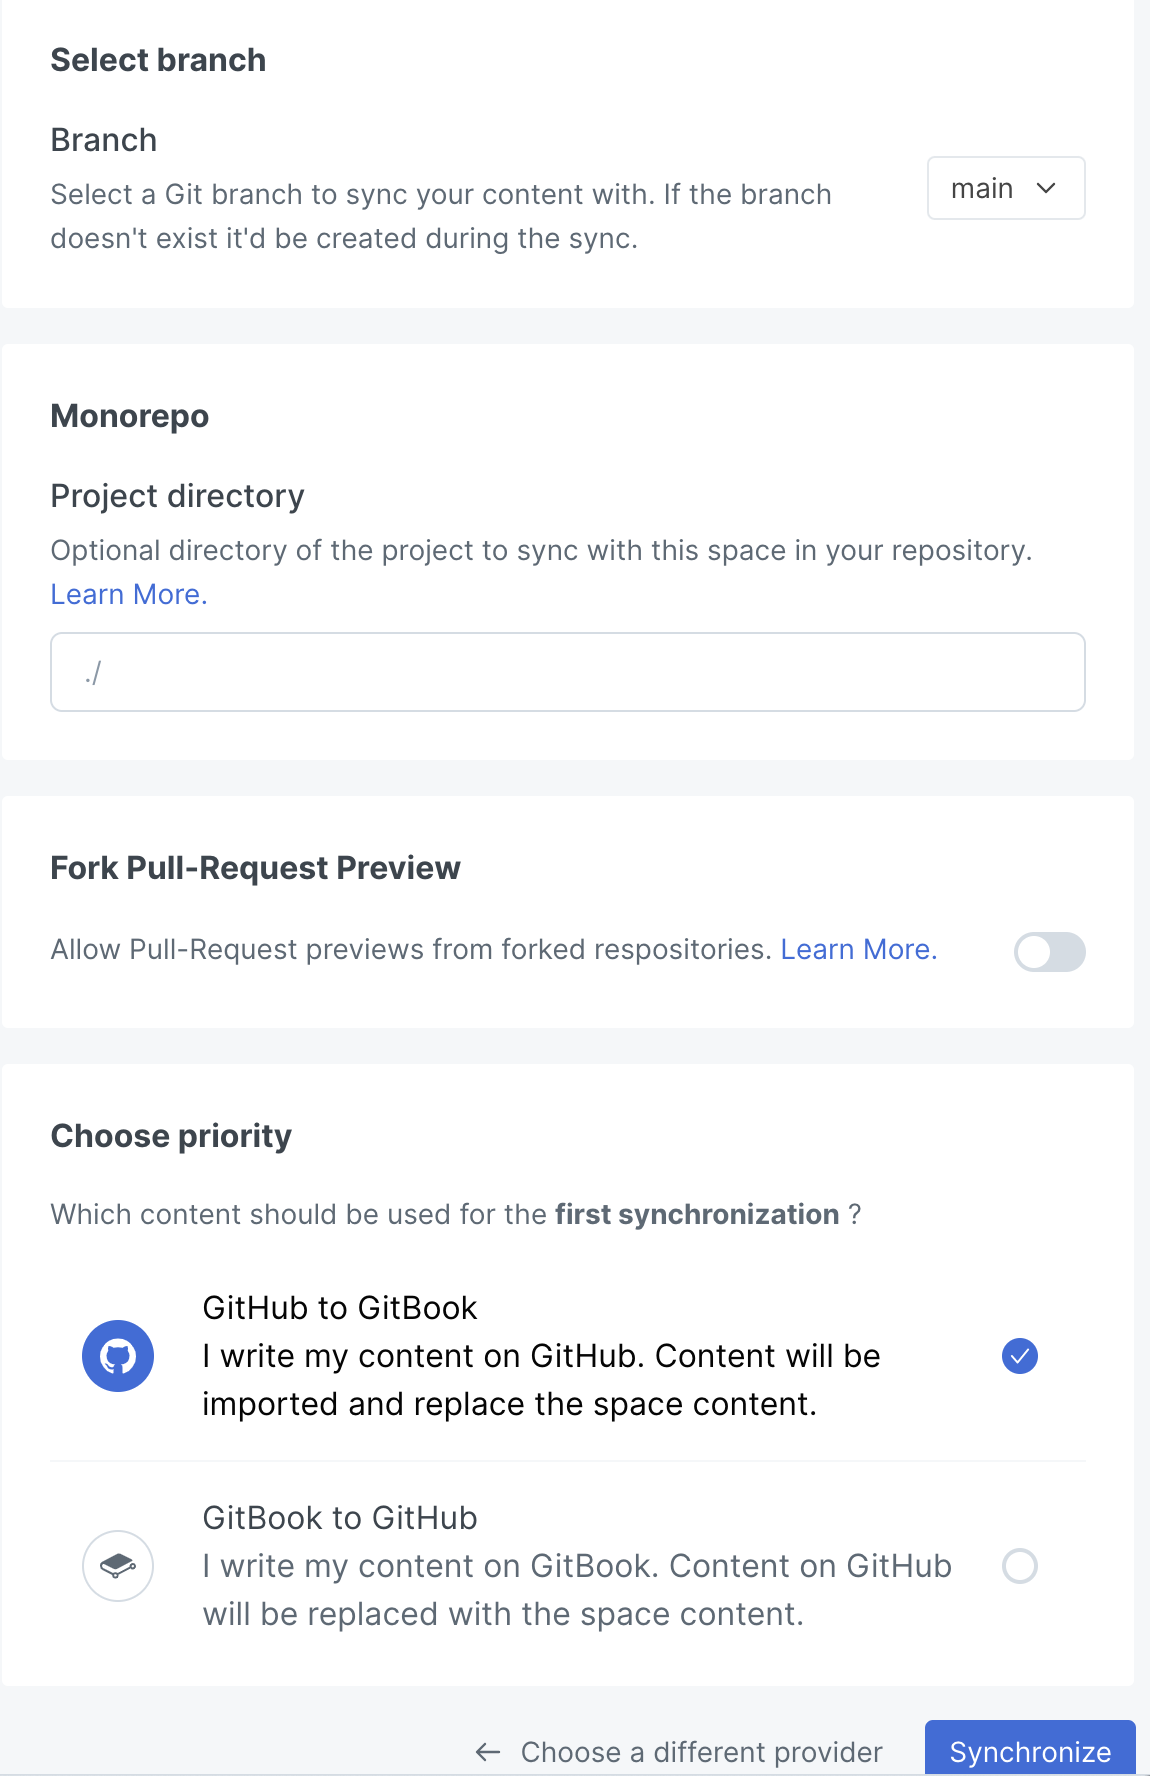 Select branch
Branch
Select a Git branch to sync your content with. If the branch
doesn't exist it'd be created during the sync.
main
Monorepo
Project directory
Optional directory of the project to sync with this space in your repository.
Learn More.
./
Fork Pull-Request Preview
Allow Pull-Request previews from forked respositories. Learn More.
Choose priority
Which content should be used for the first synchronization ?
GitHub to GitBook
I write my content on GitHub. Content will be
imported and replace the space content.
GitBook to GitHub
I write my content on GitBook. Content on GitHub
will be replaced with the space content.
← Choose a different provider
Synchronize